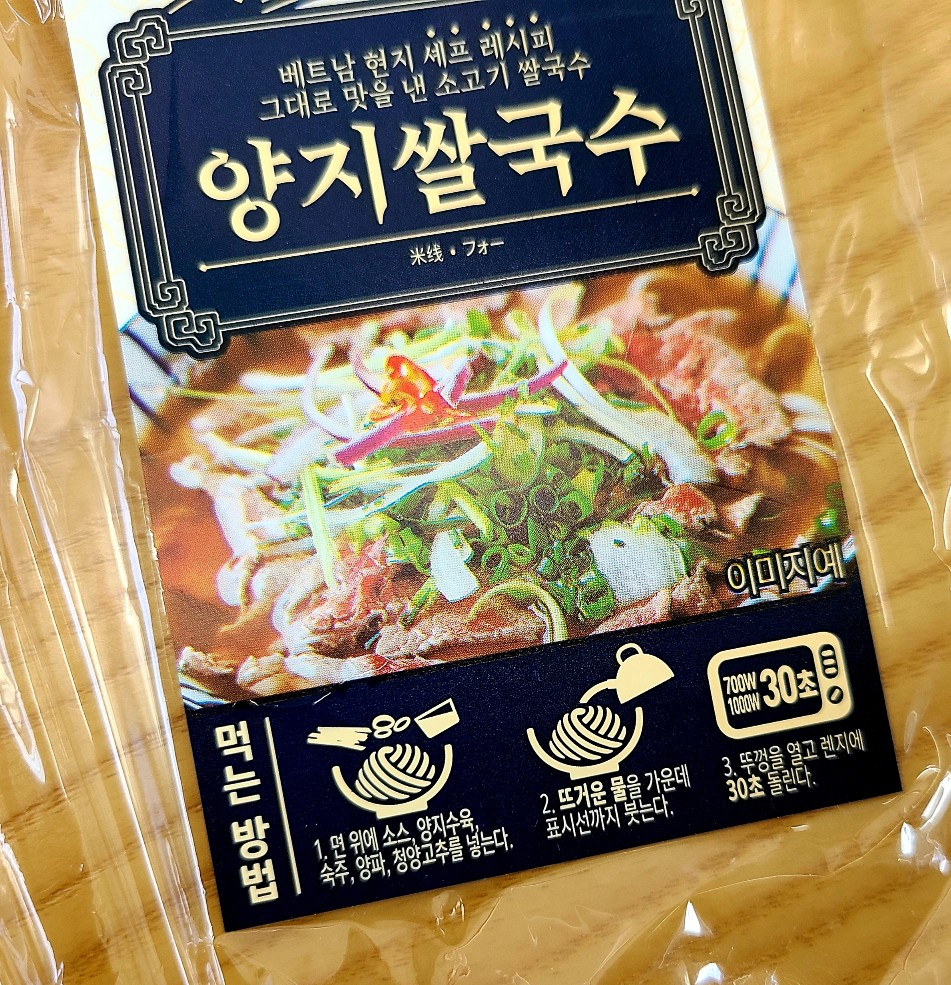 베트남 현지 셰프 레시피
그대로 맛을 낸 소고기 쌀국수
양지쌀국수
米线・フォー
이미지예
먹는 방법
1. 면 위에 소스, 양지수육,
숙주, 양파, 청양고추를 넣는다.
2. 뜨거운 물을 가운데
표시선까지 붓는다.
700W
1000W
30초
3. 뚜껑을 열고 렌지에
30초 돌린다.